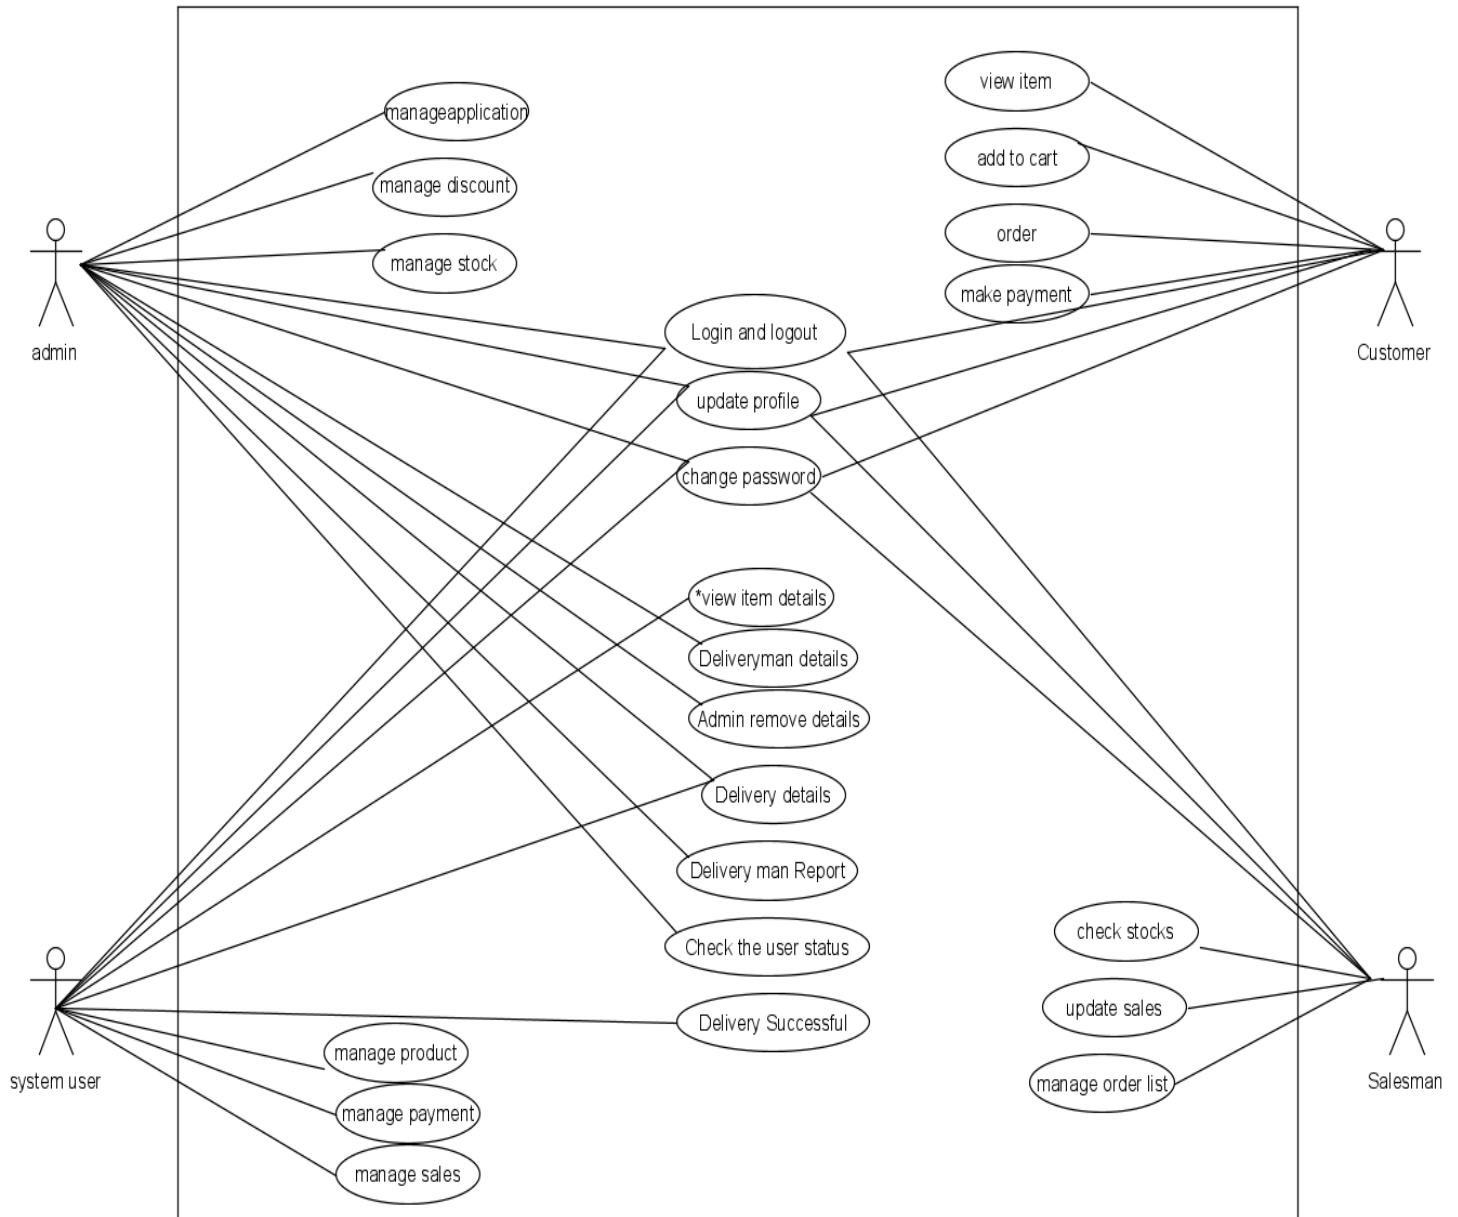 view item
manageapplication
add to cart
manage discount
order
manage stock
make payment
Login and logout
admin
Customer
update profile
change password
*view item details
Deliveryman details
Admin remove details
Delivery details
Delivery man Report
check stocks
Check the user status
update sales
Delivery Successful
manage product
system user
manage order list
Salesman
manage payment
manage sales